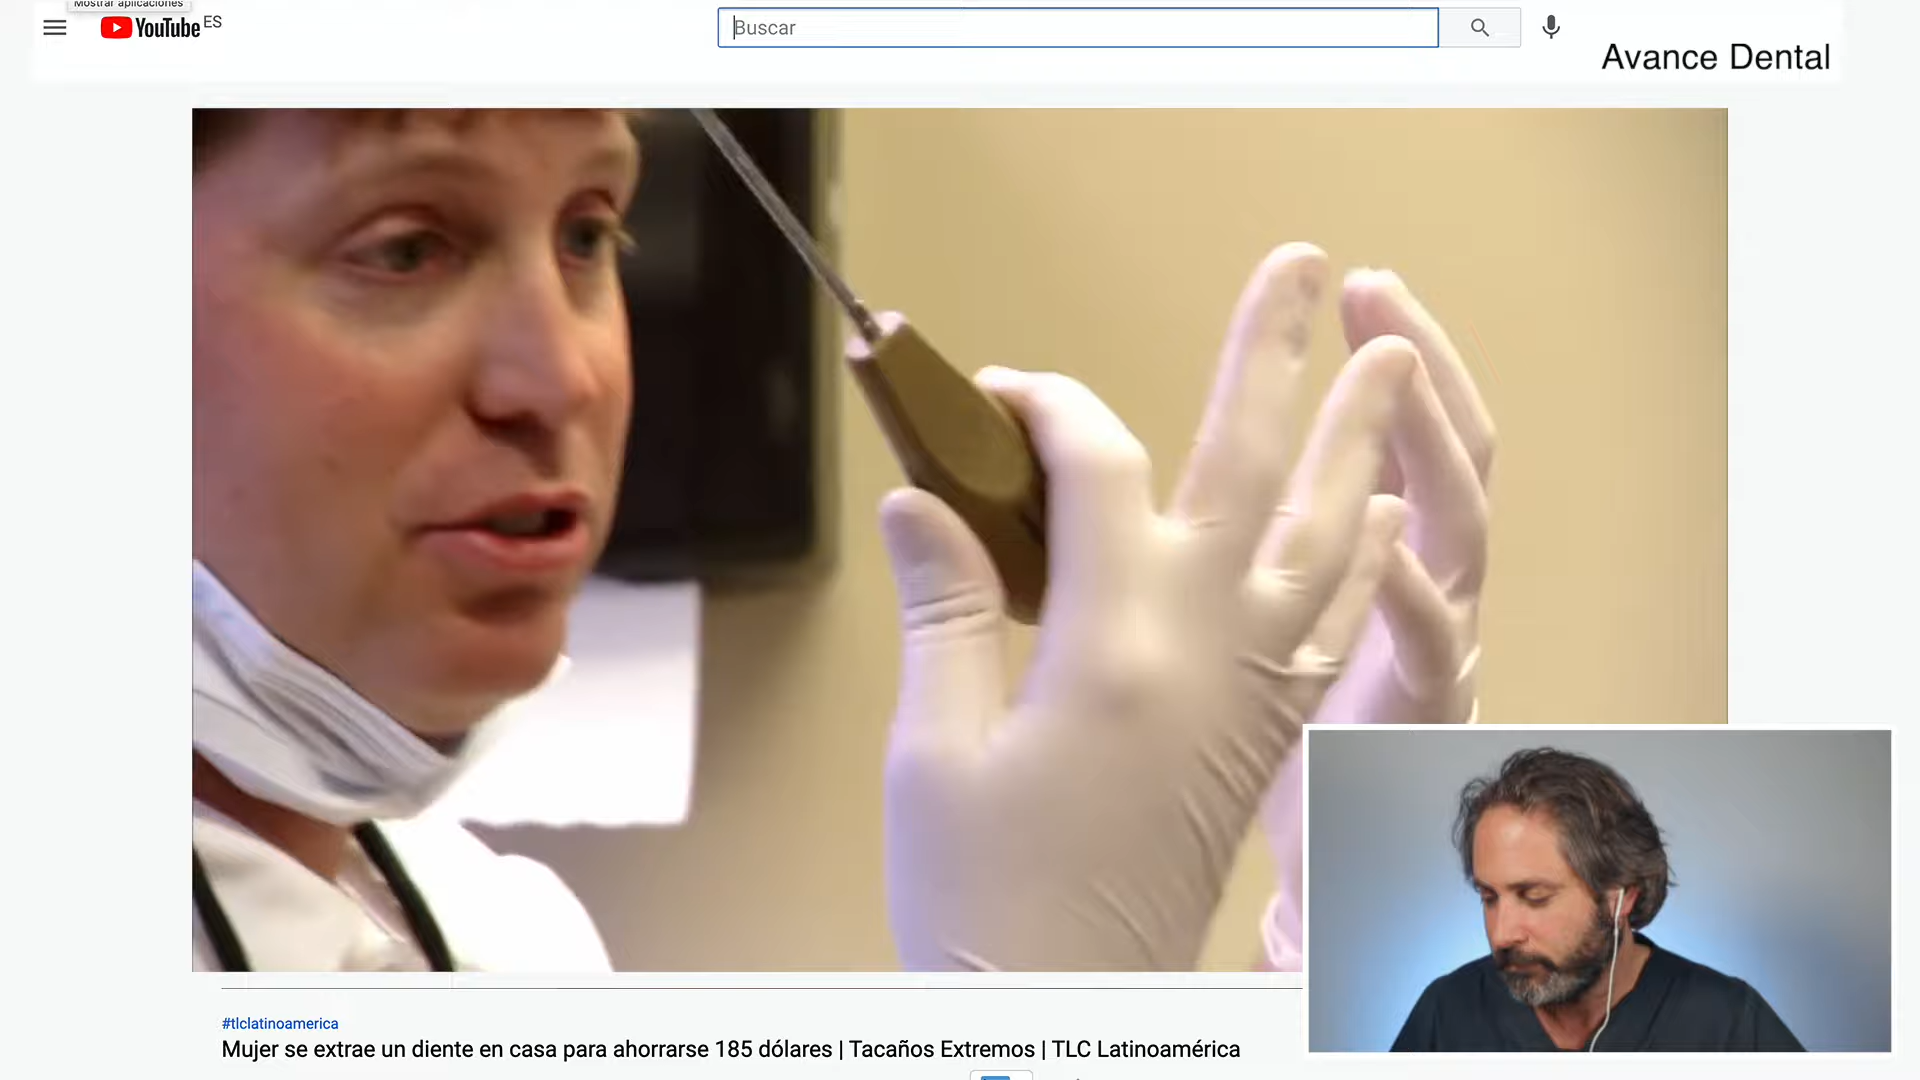 Mostrar aplicaciones
YouTube ES
Buscar
Avance Dental
#tlclatinoamerica
Mujer se extrae un diente en casa para ahorrarse 185 dólares | Tacaños Extremos | TLC Latinoamérica